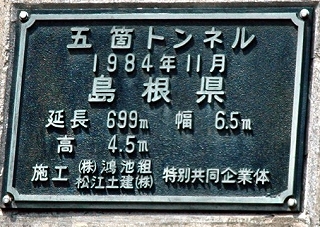 五箇トンネル
1984年11月
島根県
延長 699m 幅 6.5m
高 4.5m
施工 (株)鴻池組 松江土建(株) 特別共同企業体